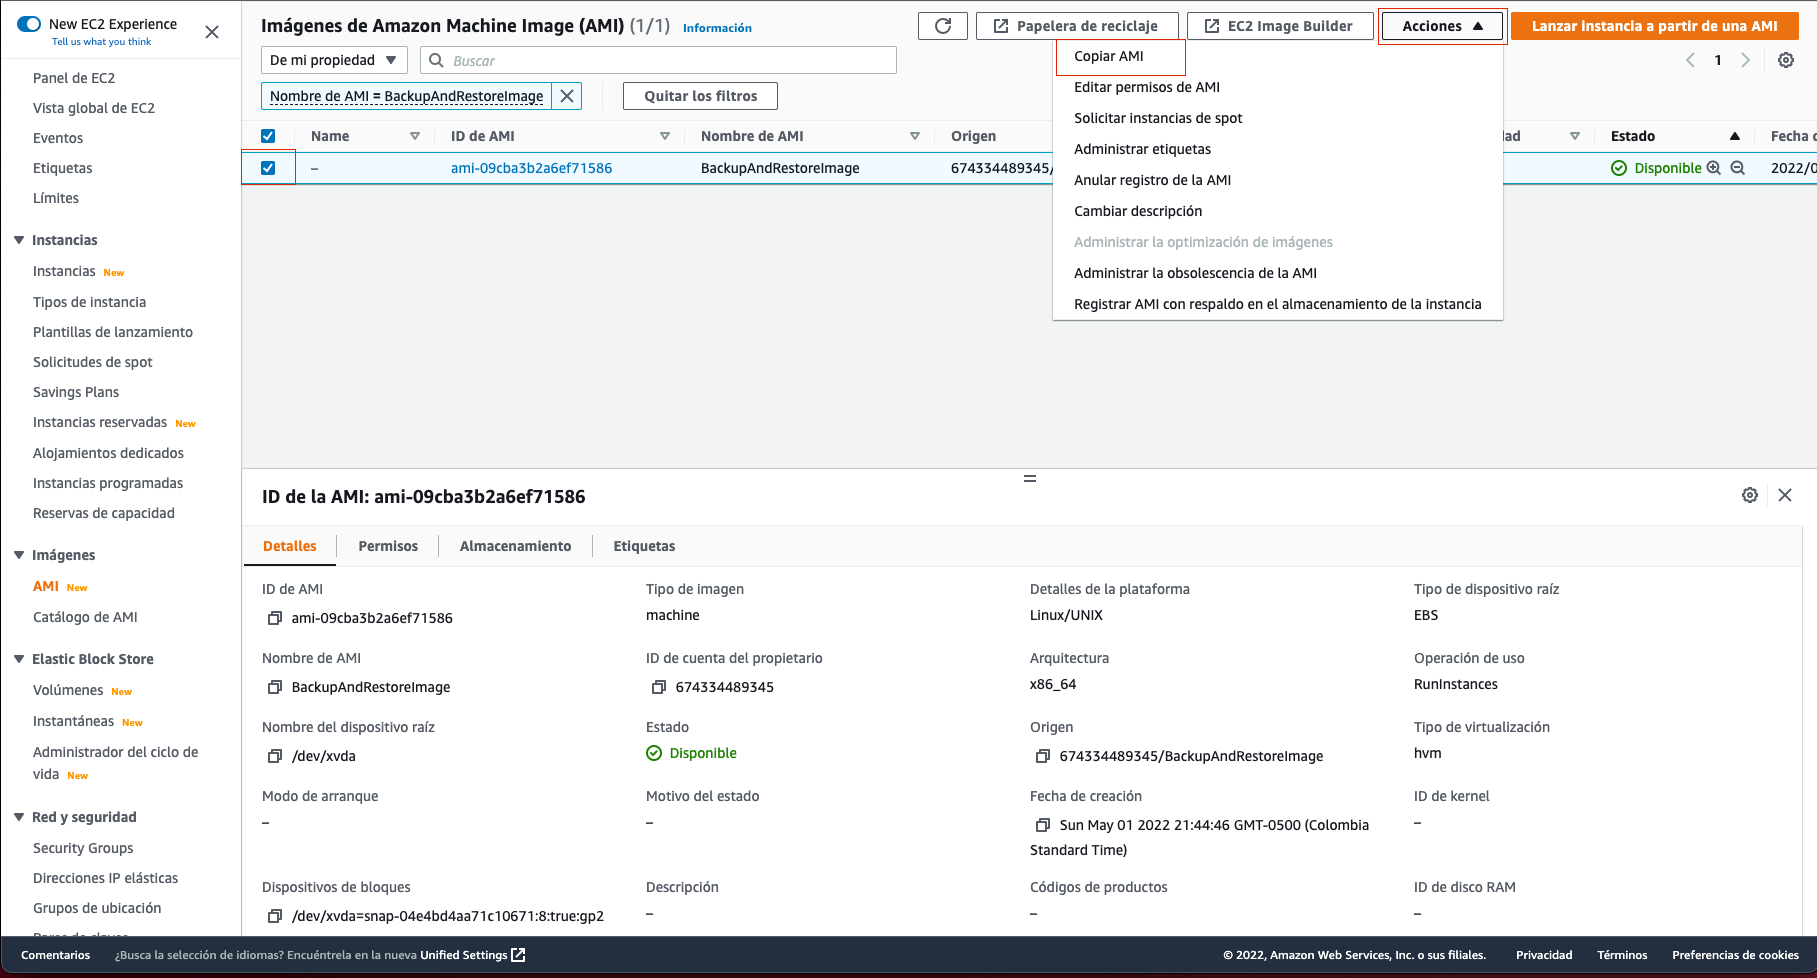 New EC2 Experience
Tell us what you think
Panel de EC2
Vista global de EC2
Eventos
Etiquetas
Límites
Instancias
Instancias New
Tipos de instancia
Plantillas de lanzamiento
Solicitudes de spot
Savings Plans
Instancias reservadas New
Alojamientos dedicados
Instancias programadas
Reservas de capacidad
Imágenes
AMI New
Catálogo de AMI
Elastic Block Store
Volúmenes New
Instantáneas New
Administrador del ciclo de
vida New
Red y seguridad
Security Groups
Direcciones IP elásticas
Grupos de ubicación
Imágenes de Amazon Machine Image (AMI) (1/1) Información
Papelera de reciclaje
EC2 Image Builder
Acciones
Lanzar instancia a partir de una AMI
De mi propiedad
Buscar
1
Nombre de AMI = BackupAndRestoreImage
Quitar los filtros
Copiar AMI
Editar permisos de AMI
Solicitar instancias de spot
Administrar etiquetas
Anular registro de la AMI
Cambiar descripción
Administrar la optimización de imágenes
Administrar la obsolescencia de la AMI
Registrar AMI con respaldo en el almacenamiento de la instancia
Name ID de AMI Nombre de AMI Origen Estado Fecha
– ami-09cba3b2a6ef71586 BackupAndRestoreImage 674334489345/ Disponible 2022/0
ID de la AMI: ami-09cba3b2a6ef71586
Detalles Permisos Almacenamiento Etiquetas
ID de AMI
ami-09cba3b2a6ef71586
Tipo de imagen
machine
Detalles de la plataforma
Linux/UNIX
Tipo de dispositivo raíz
EBS
Nombre de AMI
BackupAndRestoreImage
ID de cuenta del propietario
674334489345
Arquitectura
x86_64
Operación de uso
RunInstances
Nombre del dispositivo raíz
/dev/xvda
Estado
Disponible
Origen
674334489345/BackupAndRestoreImage
Tipo de virtualización
hvm
Modo de arranque
–
Motivo del estado
–
Fecha de creación
Sun May 01 2022 21:44:46 GMT-0500 (Colombia
Standard Time)
ID de kernel
–
Dispositivos de bloques
/dev/xvda=snap-04e4bd4aa71c10671:8:true:gp2
Descripción
–
Códigos de productos
–
ID de disco RAM
–
Comentarios ¿Busca la selección de idiomas? Encuéntrela en la nueva Unified Settings © 2022, Amazon Web Services, Inc. o sus filiales. Privacidad Términos Preferencias de cookies